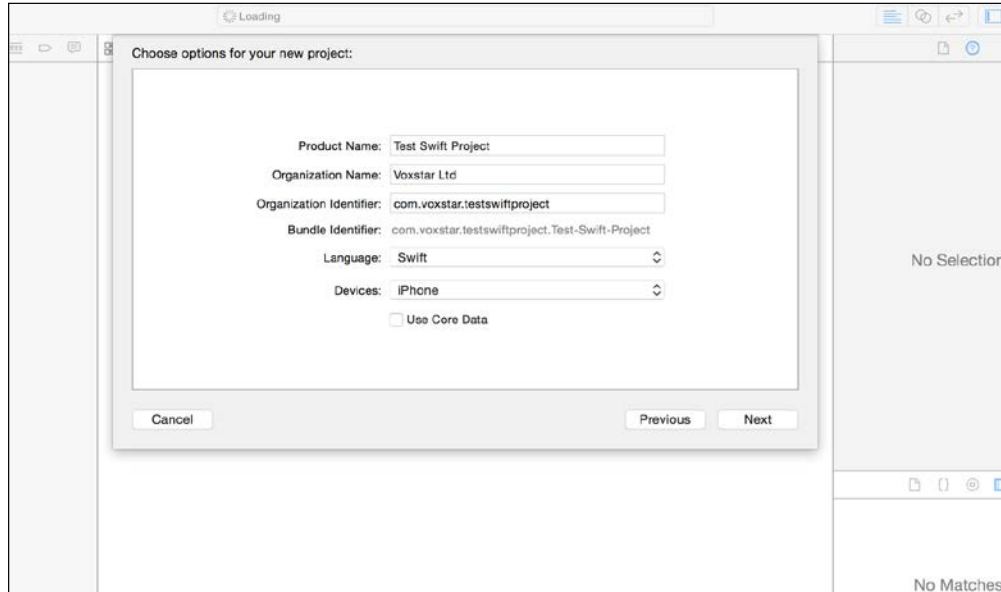 Loading
Choose options for your new project:
Product Name: Test Swift Project
Organization Name: Voxstar Ltd
Organization Identifier: com.voxstar.testswiftproject
Bundle Identifier: com.voxstar.testswiftproject.Test-Swift-Project
Language: Swift
Devices: iPhone
Use Core Data
No Selection
Cancel Previous Next
No Matches